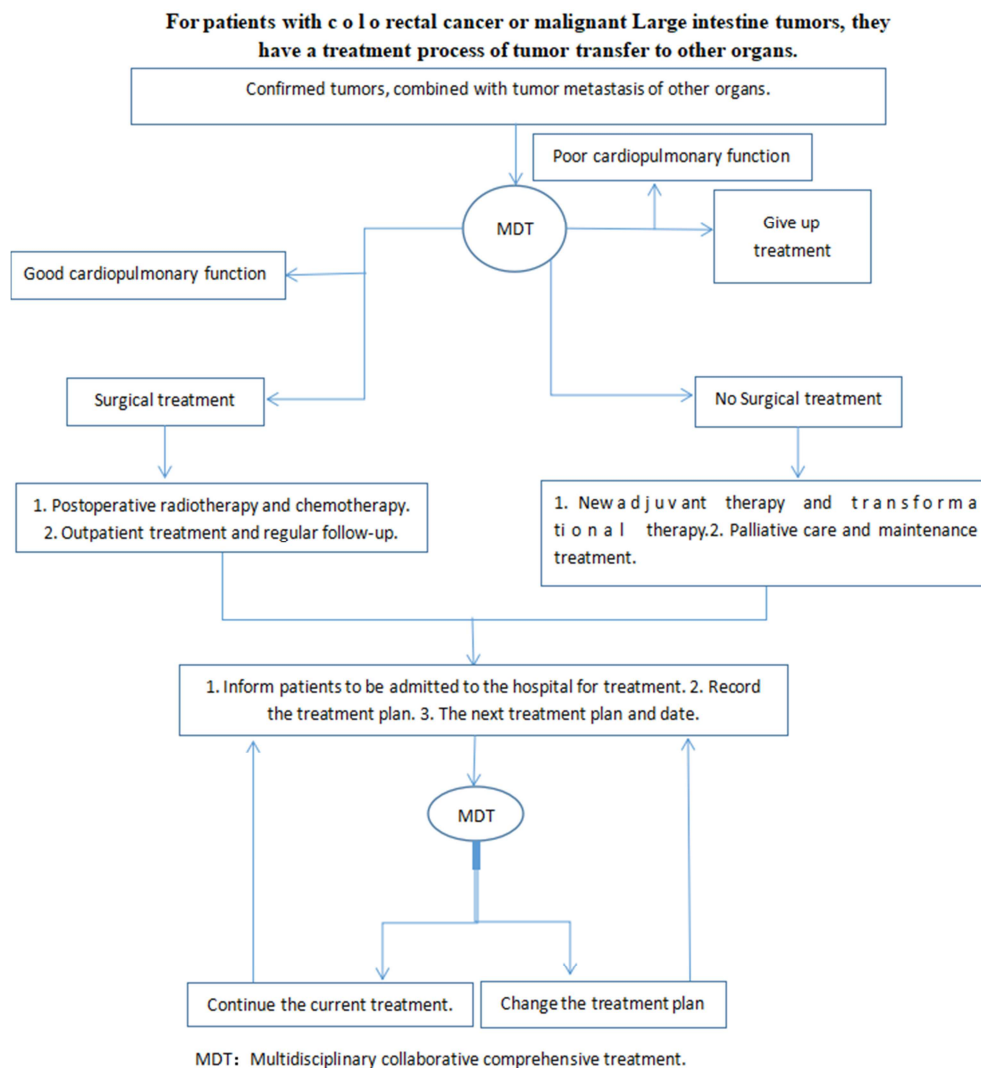 For patients with c o l o rectal cancer or malignant Large intestine tumors, they
have a treatment process of tumor transfer to other organs.
Confirmed tumors, combined with tumor metastasis of other organs.
Poor cardiopulmonary function
MDT
Give up
treatment
Good cardiopulmonary function
Surgical treatment
No Surgical treatment
1. Postoperative radiotherapy and chemotherapy.
2. Outpatient treatment and regular follow-up.
1. New a d j u v a n t therapy and t r a n s f o r m a
t i o n a l therapy.2. Palliative care and maintenance
treatment.
1. Inform patients to be admitted to the hospital for treatment. 2. Record
the treatment plan. 3. The next treatment plan and date.
MDT
Continue the current treatment.
Change the treatment plan
MDT: Multidisciplinary collaborative comprehensive treatment.